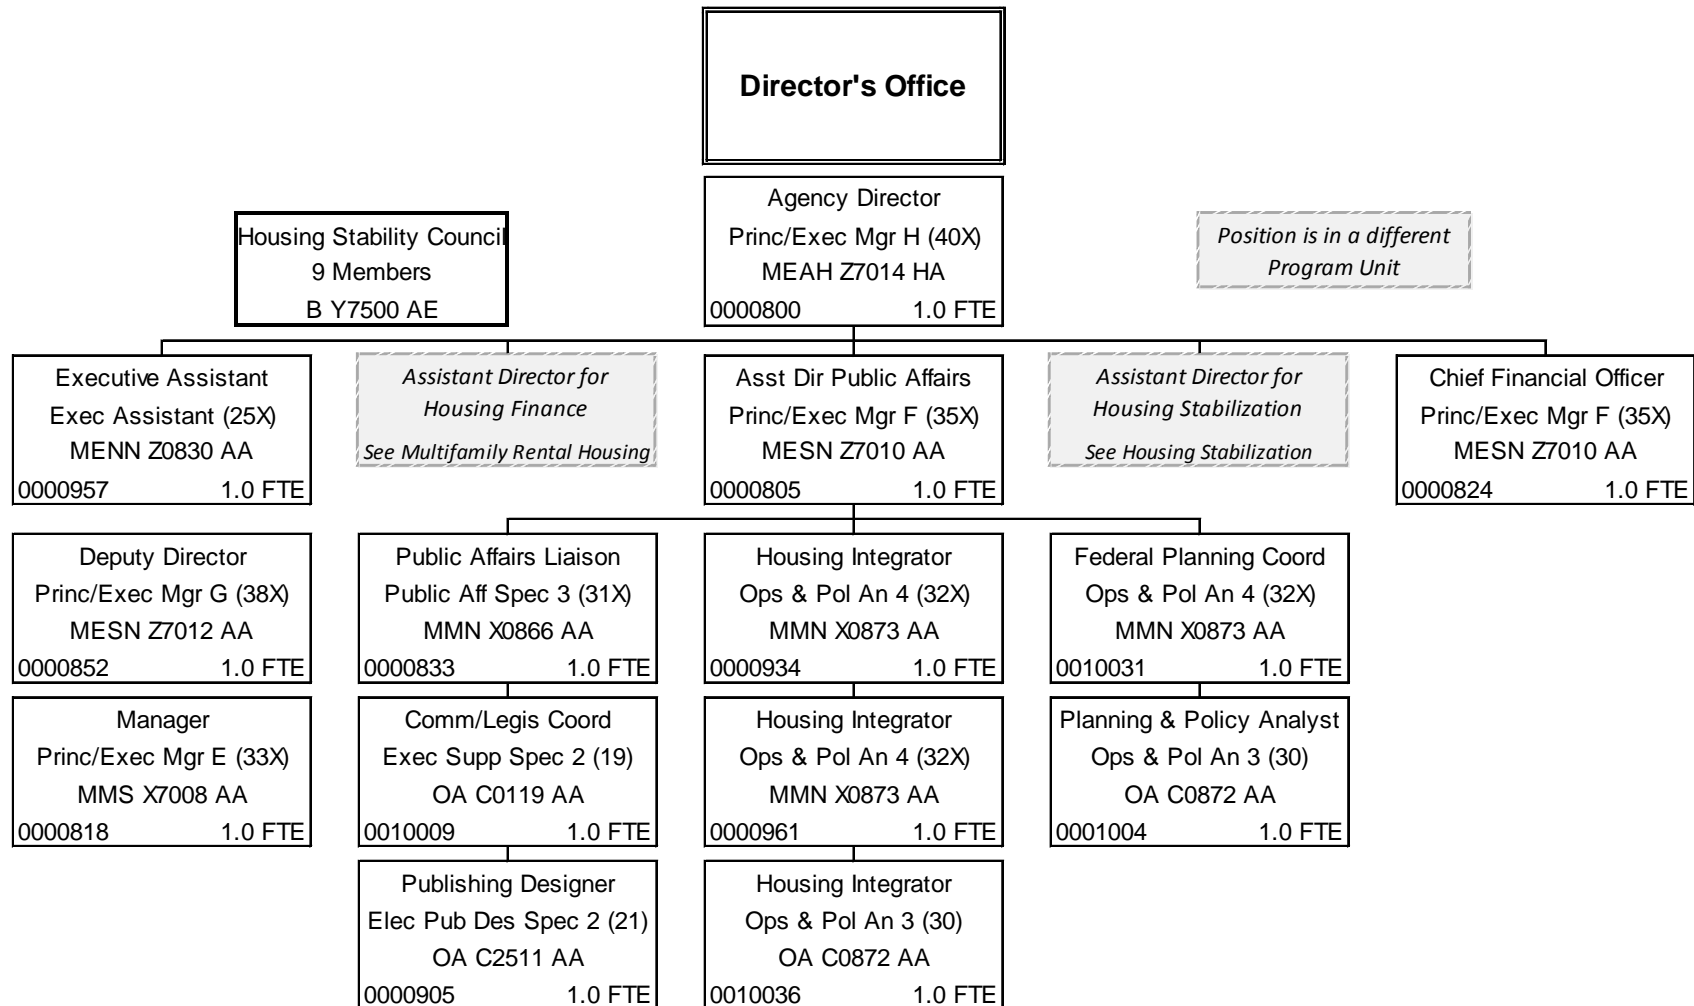 Director's Office
Agency Director
Princ/Exec Mgr H (40X)
MEAH Z7014 HA
0000800 1.0 FTE
Housing Stability Council
9 Members
B Y7500 AE
Position is in a different
Program Unit
Executive Assistant
Exec Assistant (25X)
MENN Z0830 AA
0000957 1.0 FTE
Assistant Director for
Housing Finance
See Multifamily Rental Housing
Asst Dir Public Affairs
Princ/Exec Mgr F (35X)
MESN Z7010 AA
0000805 1.0 FTE
Assistant Director for
Housing Stabilization
See Housing Stabilization
Chief Financial Officer
Princ/Exec Mgr F (35X)
MESN Z7010 AA
0000824 1.0 FTE
Deputy Director
Princ/Exec Mgr G (38X)
MESN Z7012 AA
0000852 1.0 FTE
Public Affairs Liaison
Public Aff Spec 3 (31X)
MMN X0866 AA
0000833 1.0 FTE
Housing Integrator
Ops & Pol An 4 (32X)
MMN X0873 AA
0000934 1.0 FTE
Federal Planning Coord
Ops & Pol An 4 (32X)
MMN X0873 AA
0010031 1.0 FTE
Manager
Princ/Exec Mgr E (33X)
MMS X7008 AA
0000818 1.0 FTE
Comm/Legis Coord
Exec Supp Spec 2 (19)
OA C0119 AA
0010009 1.0 FTE
Housing Integrator
Ops & Pol An 4 (32X)
MMN X0873 AA
0000961 1.0 FTE
Planning & Policy Analyst
Ops & Pol An 3 (30)
OA C0872 AA
0001004 1.0 FTE
Publishing Designer
Elec Pub Des Spec 2 (21)
OA C2511 AA
0000905 1.0 FTE
Housing Integrator
Ops & Pol An 3 (30)
OA C0872 AA
0010036 1.0 FTE